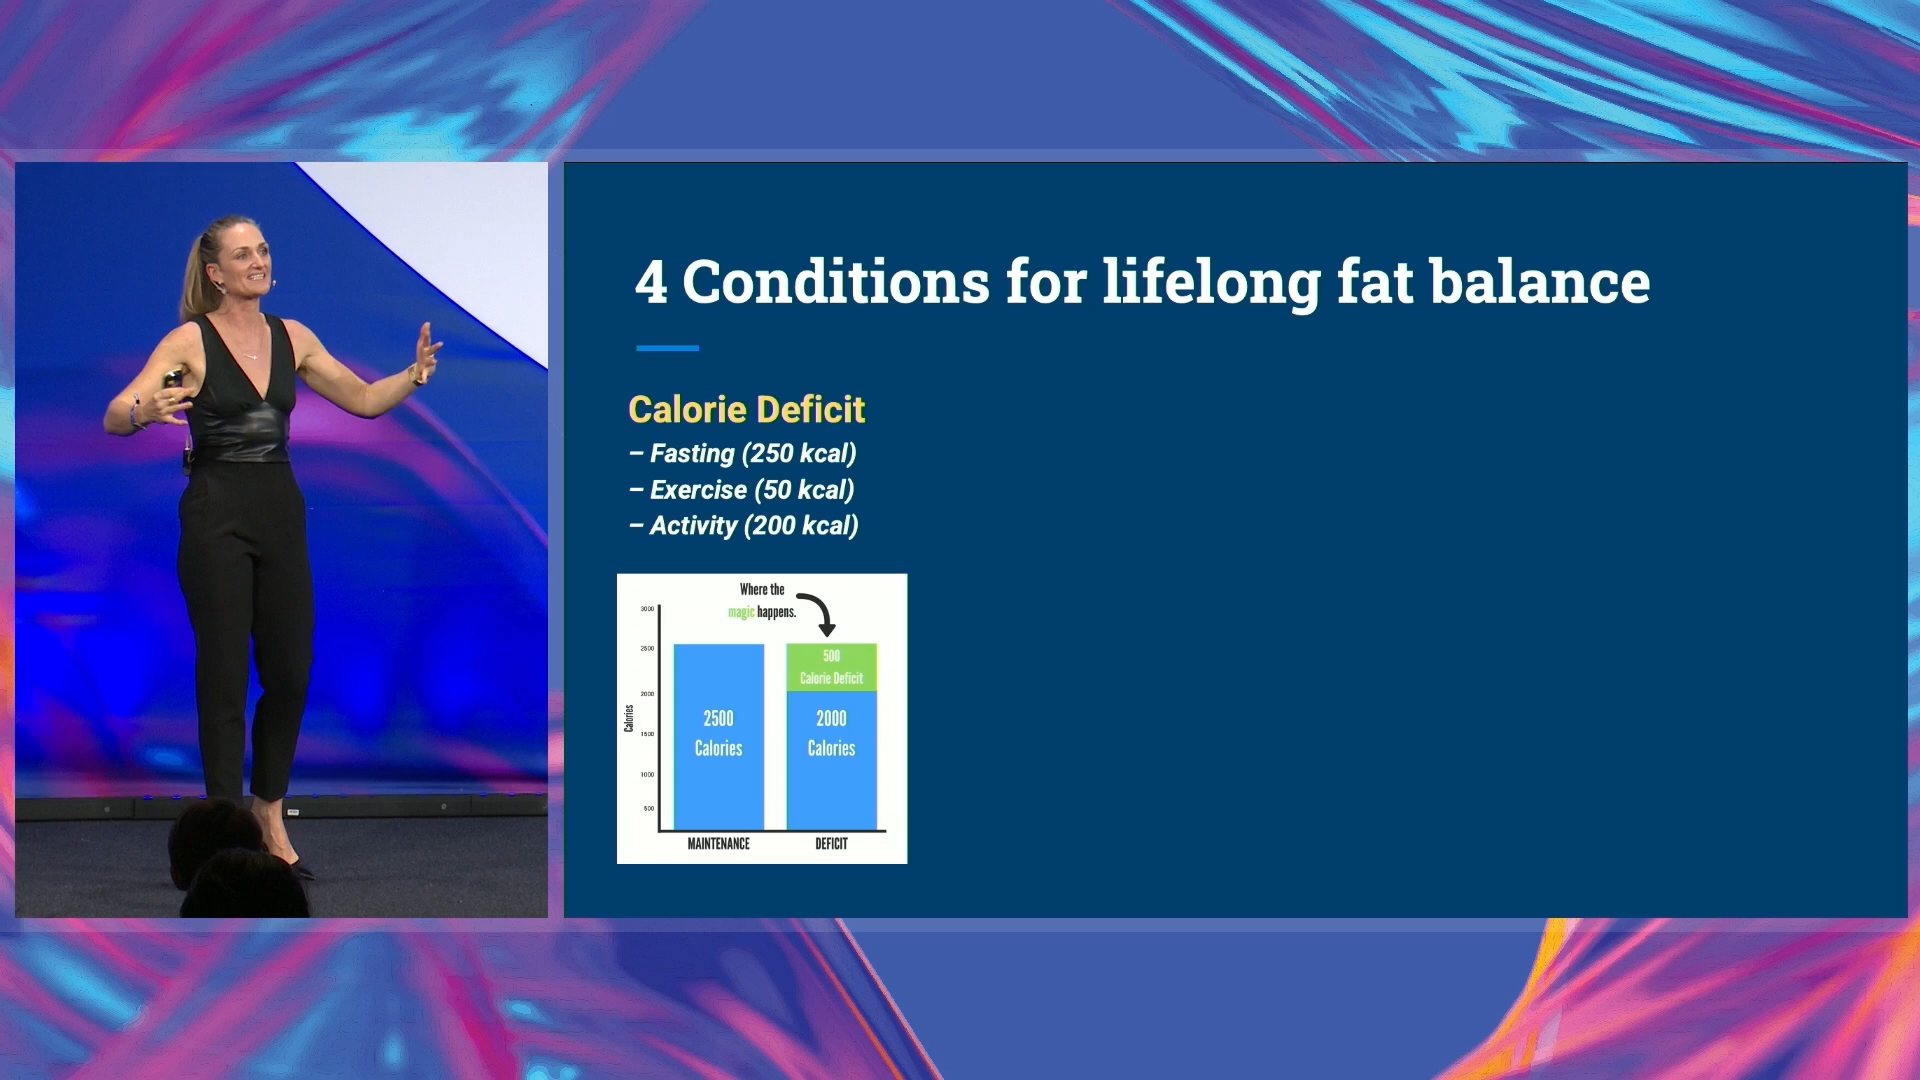 4 Conditions for lifelong fat balance
Calorie Deficit
– Fasting (250 kcal)
– Exercise (50 kcal)
– Activity (200 kcal)
Where the
magic happens.
3000
2500
2000
1500
1000
500
Calories
500
Calorie Deficit
2500
Calories
2000
Calories
MAINTENANCE
DEFICIT